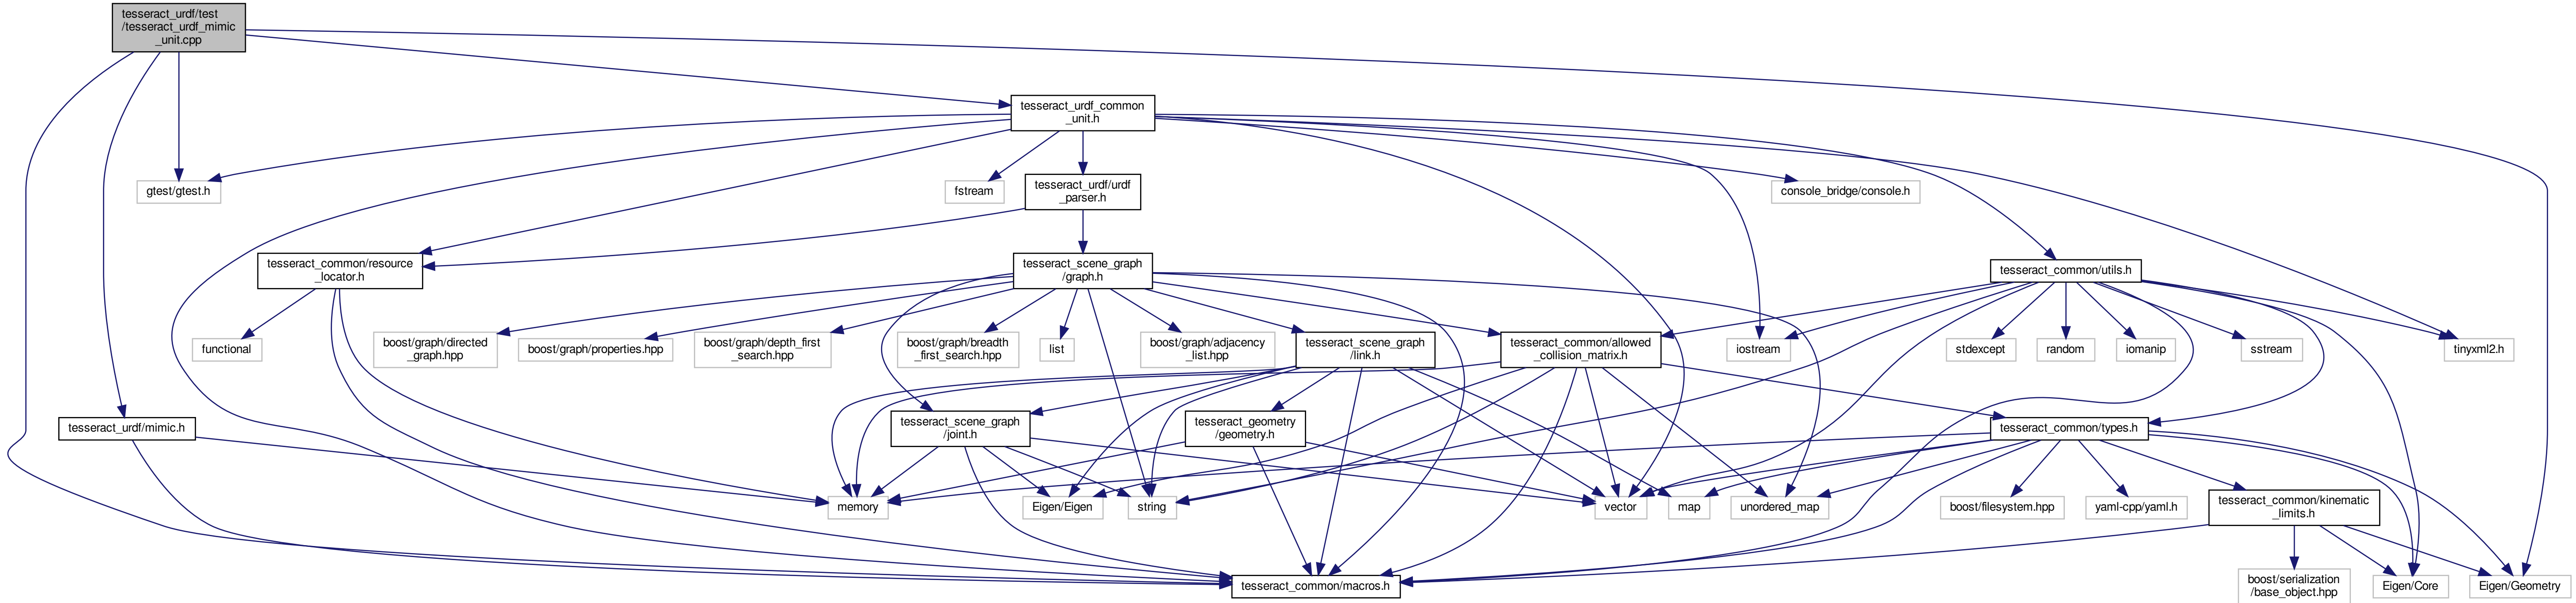 tesseract_urdf/test
/tesseract_urdf_mimic
_unit.cpp
tesseract_urdf_common
_unit.h
gtest/gtest.h
fstream
tesseract_urdf/urdf
_parser.h
console_bridge/console.h
tesseract_common/resource
_locator.h
tesseract_scene_graph
/graph.h
tesseract_common/utils.h
functional
boost/graph/directed
_graph.hpp
boost/graph/properties.hpp
boost/graph/depth_first
_search.hpp
boost/graph/breadth
_first_search.hpp
list
boost/graph/adjacency
_list.hpp
tesseract_scene_graph
/link.h
tesseract_common/allowed
_collision_matrix.h
iostream
stdexcept
random
iomanip
sstream
tinyxml2.h
tesseract_urdf/mimic.h
tesseract_scene_graph
/joint.h
tesseract_geometry
/geometry.h
tesseract_common/types.h
memory
Eigen/Eigen
string
vector
map
unordered_map
boost/filesystem.hpp
yaml-cpp/yaml.h
tesseract_common/kinematic
_limits.h
tesseract_common/macros.h
boost/serialization
/base_object.hpp
Eigen/Core
Eigen/Geometry